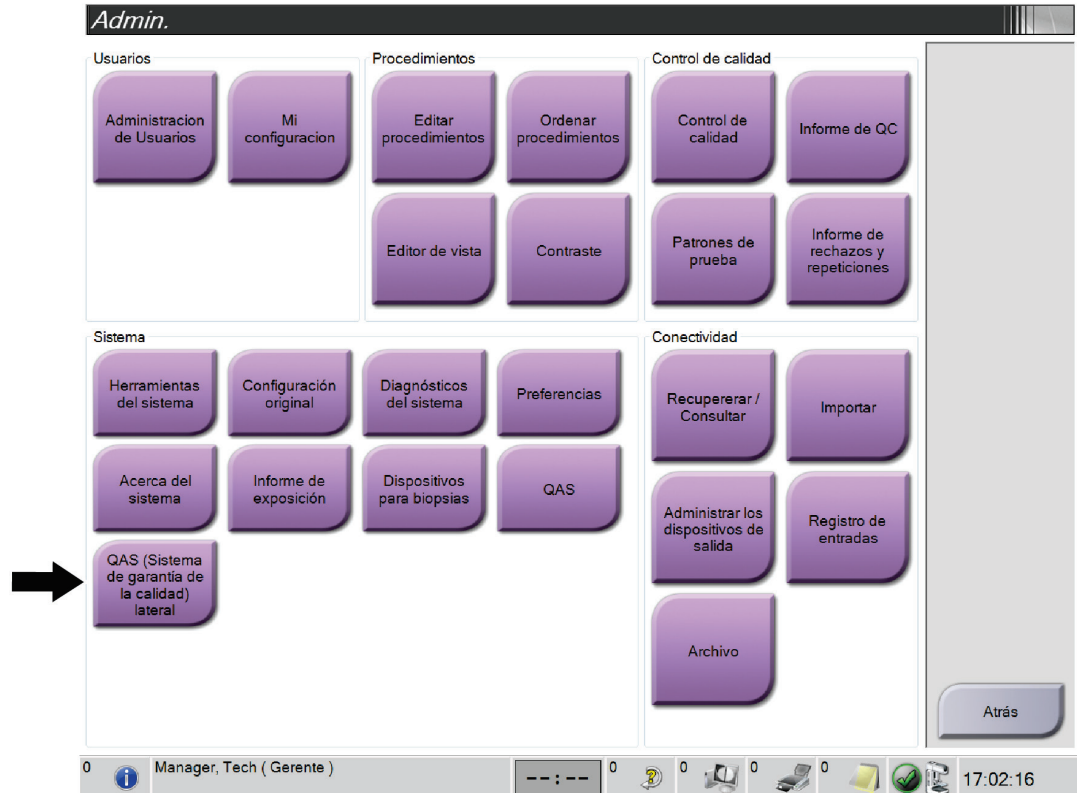 Admin.
Usuarios
Administracion
de Usuarios
Mi
configuracion
Procedimientos
Editar
procedimientos
Ordenar
procedimientos
Editor de vista
Contraste
Control de calidad
Control de
calidad
Informe de QC
Patrones de
prueba
Informe de
rechazos y
repeticiones
Sistema
Herramientas
del sistema
Configuración
original
Diagnósticos
del sistema
Preferencias
Acerca del
sistema
Informe de
exposición
Dispositivos
para biopsias
QAS
QAS (Sistema
de garantía de
la calidad)
lateral
Conectividad
Recupererar /
Consultar
Importar
Administrar los
dispositivos de
salida
Registro de
entradas
Archivo
Atrás
0
Manager, Tech ( Gerente )
--:--
0
0
0
0
17:02:16